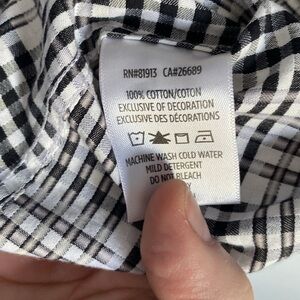 RN#81913 CA#26689
100% COTTON/COTON
EXCLUSIVE OF DECORATION
EXCLUSIF DES DÉCORATIONS
MACHINE WASH COLD WATER
MILD DETERGENT
DO NOT BLEACH